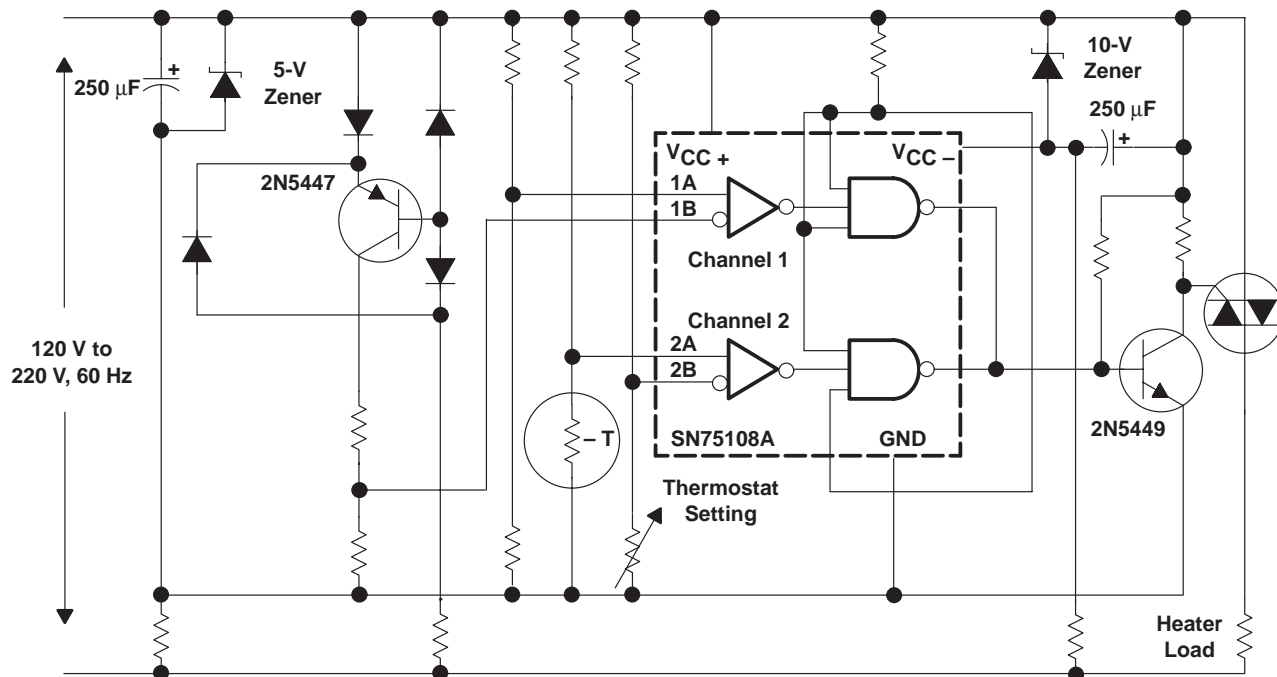 250 μF
+
5-V
Zener
2N5447
120 V to
220 V, 60 Hz
VCC +
VCC –
1A
1B
Channel 1
Channel 2
2A
2B
SN75108A
GND
– T
Thermostat
Setting
10-V
Zener
250 μF
+
2N5449
Heater
Load